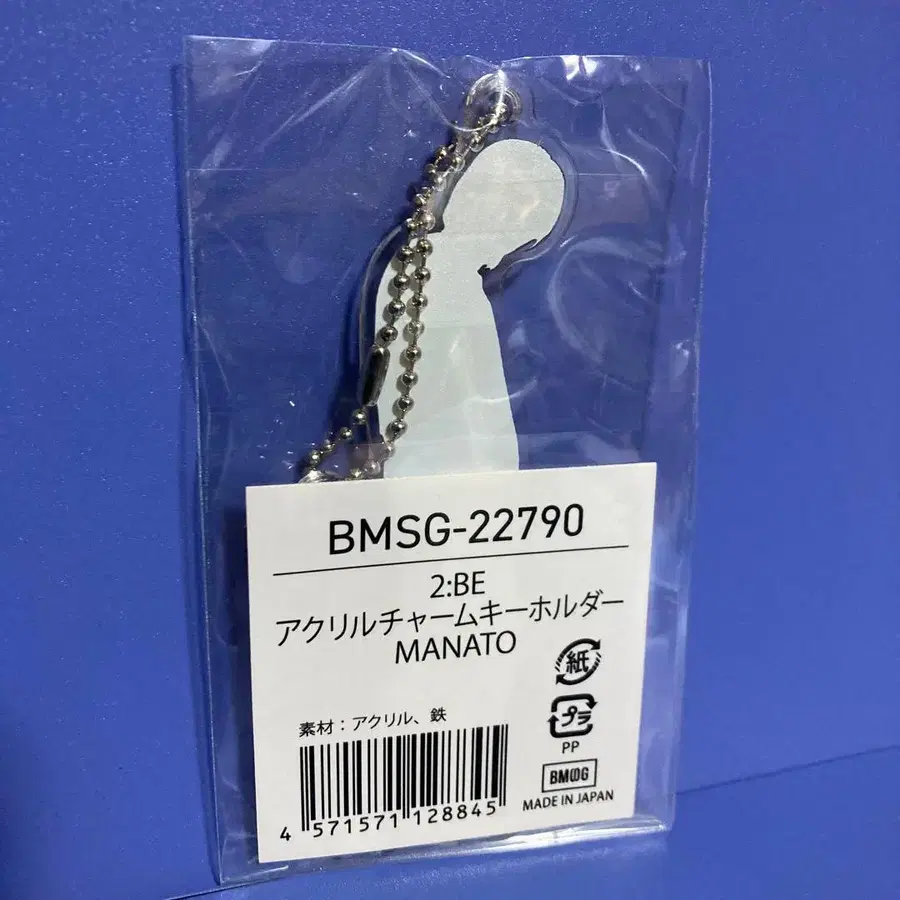 BMSG-22790
2:BE
アクリルチャームキーホルダー
MANATO
紙
プラ
PP
素材：アクリル、鉄
BMSG
MADE IN JAPAN
4 571571 128845